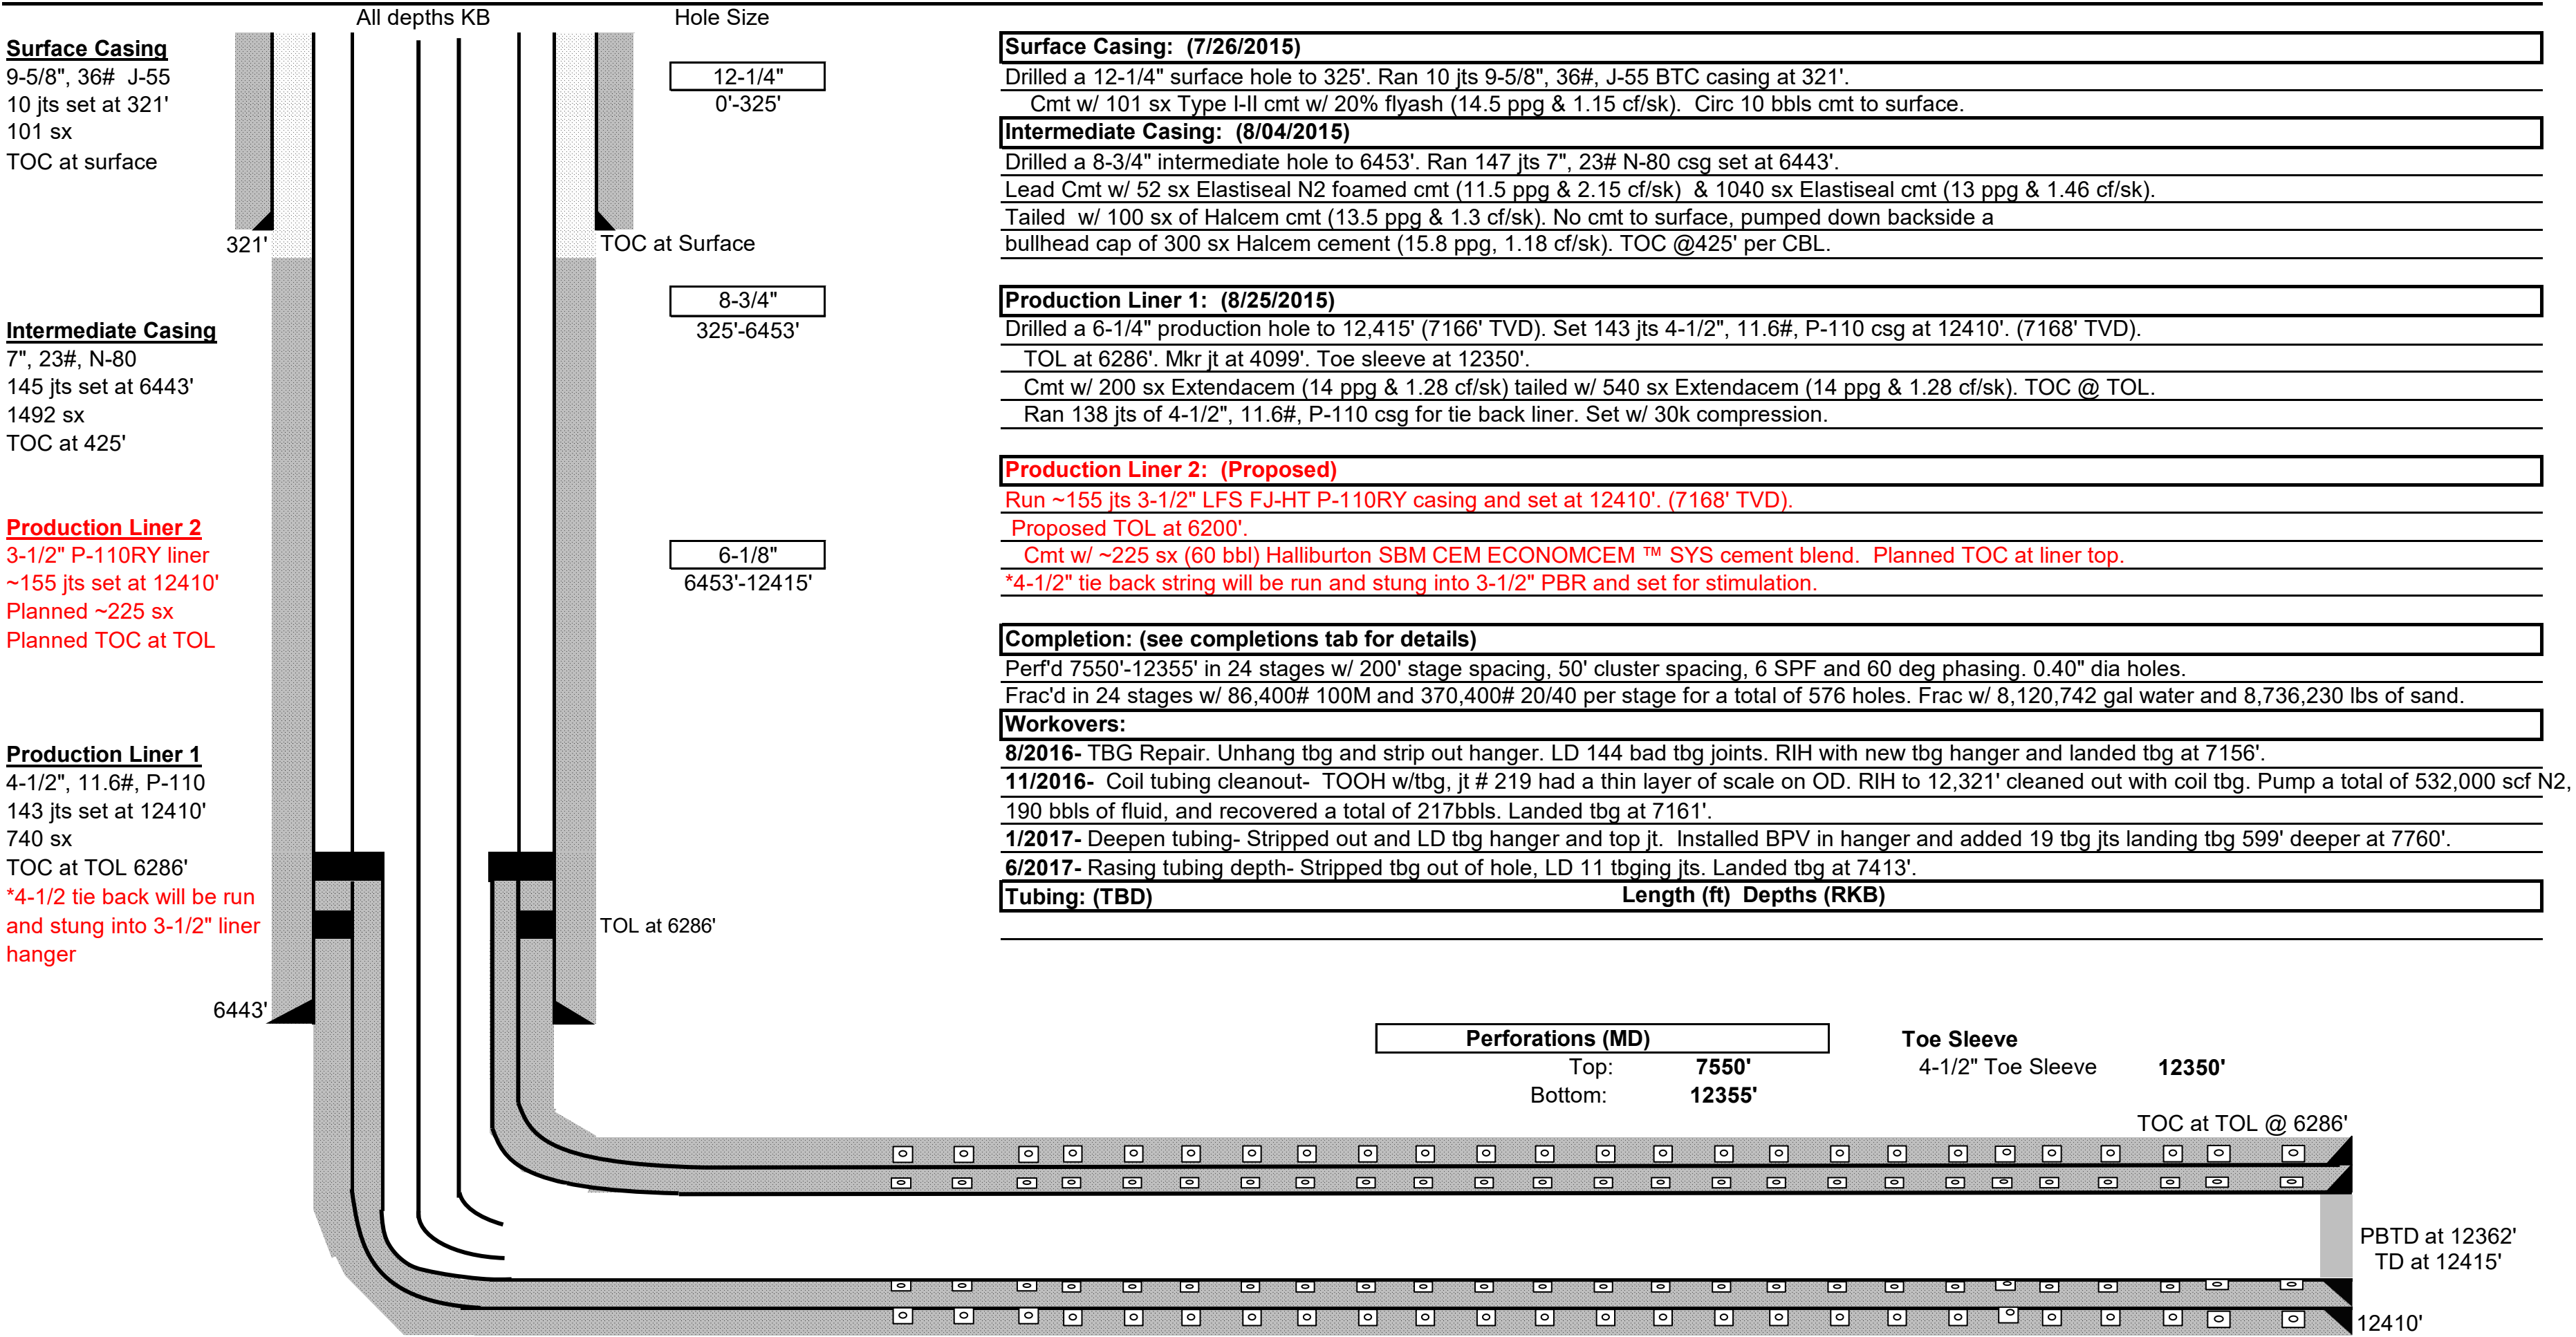 All depths KB
Hole Size
Surface Casing
9-5/8", 36#  J-55
10 jts set at 321'
101 sx
TOC at surface
321'
TOC at Surface
12-1/4"
0'-325'
Intermediate Casing
7", 23#, N-80
145 jts set at 6443'
1492 sx
TOC at 425'
8-3/4"
325'-6453'
Production Liner 2
3-1/2" P-110RY liner
~155 jts set at 12410'
Planned ~225 sx
Planned TOC at TOL
6-1/8"
6453'-12415'
Production Liner 1
4-1/2", 11.6#, P-110
143 jts set at 12410'
740 sx
TOC at TOL 6286'
*4-1/2 tie back will be run
and stung into 3-1/2" liner
hanger
TOL at 6286'
6443'
Surface Casing:  (7/26/2015)
Drilled a 12-1/4" surface hole to 325'. Ran 10 jts 9-5/8", 36#, J-55 BTC casing at 321'.
Cmt w/ 101 sx Type I-II cmt w/ 20% flyash (14.5 ppg & 1.15 cf/sk).  Circ 10 bbls cmt to surface.
Intermediate Casing:  (8/04/2015)
Drilled a 8-3/4" intermediate hole to 6453'. Ran 147 jts 7", 23# N-80 csg set at 6443'.
Lead Cmt w/ 52 sx Elastiseal N2 foamed cmt (11.5 ppg & 2.15 cf/sk)  & 1040 sx Elastiseal cmt (13 ppg & 1.46 cf/sk).
Tailed  w/ 100 sx of Halcem cmt (13.5 ppg & 1.3 cf/sk). No cmt to surface, pumped down backside a
bullhead cap of 300 sx Halcem cement (15.8 ppg, 1.18 cf/sk). TOC @425' per CBL.
Production Liner 1:  (8/25/2015)
Drilled a 6-1/4" production hole to 12,415' (7166' TVD). Set 143 jts 4-1/2", 11.6#, P-110 csg at 12410'. (7168' TVD).
TOL at 6286'. Mkr jt at 4099'. Toe sleeve at 12350'.
Cmt w/ 200 sx Extendacem (14 ppg & 1.28 cf/sk) tailed w/ 540 sx Extendacem (14 ppg & 1.28 cf/sk). TOC @ TOL.
Ran 138 jts of 4-1/2", 11.6#, P-110 csg for tie back liner. Set w/ 30k compression.
Production Liner 2:  (Proposed)
Run ~155 jts 3-1/2" LFS FJ-HT P-110RY casing and set at 12410'. (7168' TVD).
Proposed TOL at 6200'.
Cmt w/ ~225 sx (60 bbl) Halliburton SBM CEM ECONOMCEM ™ SYS cement blend.  Planned TOC at liner top.
*4-1/2" tie back string will be run and stung into 3-1/2" PBR and set for stimulation.
Completion: (see completions tab for details)
Perf'd 7550'-12355' in 24 stages w/ 200' stage spacing, 50' cluster spacing, 6 SPF and 60 deg phasing. 0.40" dia holes.
Frac'd in 24 stages w/ 86,400# 100M and 370,400# 20/40 per stage for a total of 576 holes. Frac w/ 8,120,742 gal water and 8,736,230 lbs of sand.
Workovers:
8/2016- TBG Repair. Unhang tbg and strip out hanger. LD 144 bad tbg joints. RIH with new tbg hanger and landed tbg at 7156'.
11/2016-  Coil tubing cleanout-  TOOH w/tbg, jt # 219 had a thin layer of scale on OD. RIH to 12,321' cleaned out with coil tbg. Pump a total of 532,000 scf N2,
190 bbls of fluid, and recovered a total of 217bbls. Landed tbg at 7161'.
1/2017- Deepen tubing- Stripped out and LD tbg hanger and top jt.  Installed BPV in hanger and added 19 tbg jts landing tbg 599' deeper at 7760'.
6/2017- Rasing tubing depth- Stripped tbg out of hole, LD 11 tbging jts. Landed tbg at 7413'.
Tubing: (TBD) Length (ft)  Depths (RKB)
Perforations (MD)
Top: 7550'
Bottom: 12355'
Toe Sleeve
4-1/2" Toe Sleeve 12350'
TOC at TOL @ 6286'
PBTD at 12362'
TD at 12415'
12410'